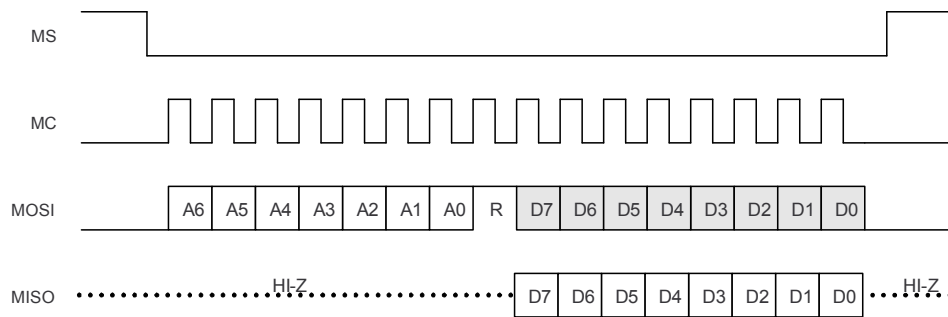 MS
MC
MOSI A6 A5 A4 A3 A2 A1 A0 R D7 D6 D5 D4 D3 D2 D1 D0
MISO HI-Z D7 D6 D5 D4 D3 D2 D1 D0 HI-Z